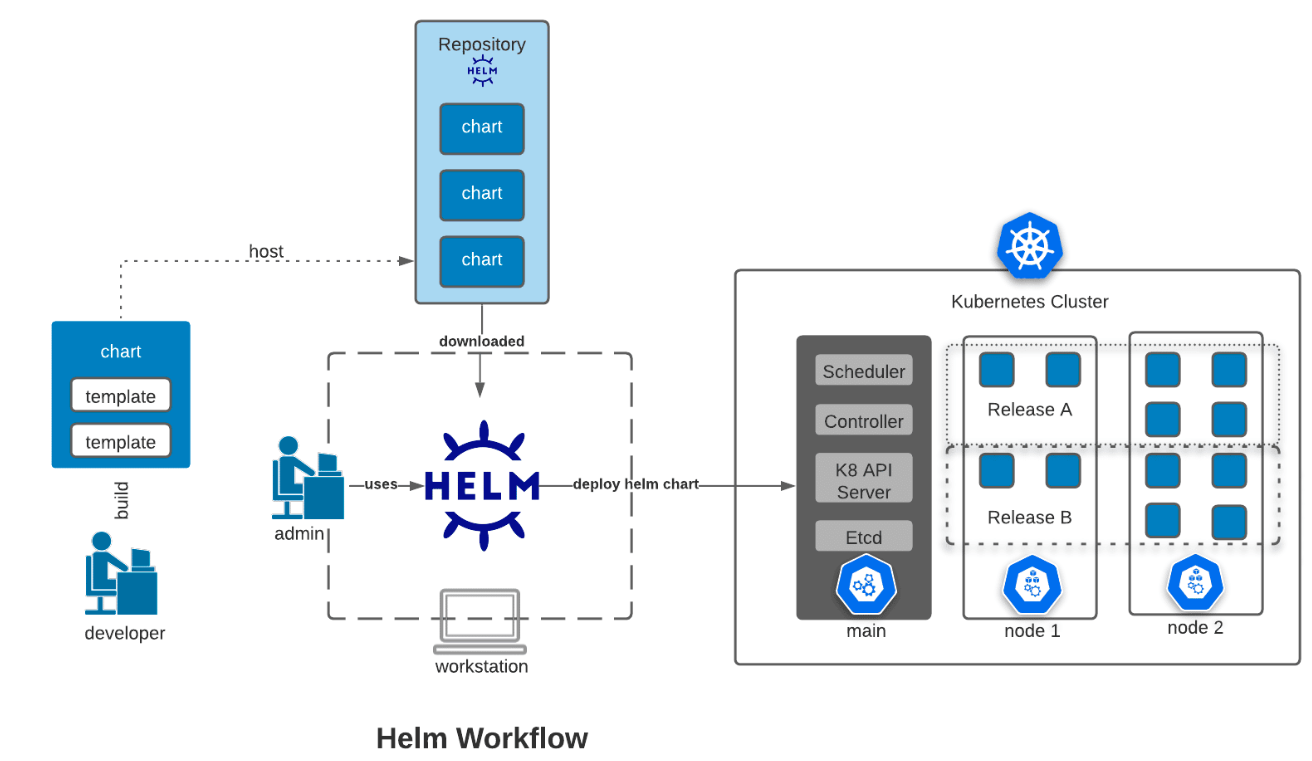 Repository
HELM
chart
chart
chart
host
downloaded
chart
template
template
build
developer
admin
uses
HELM
deploy helm chart
workstation
Kubernetes Cluster
Scheduler
Controller
K8 API
Server
Etcd
main
Release A
Release B
node 1
node 2
Helm Workflow